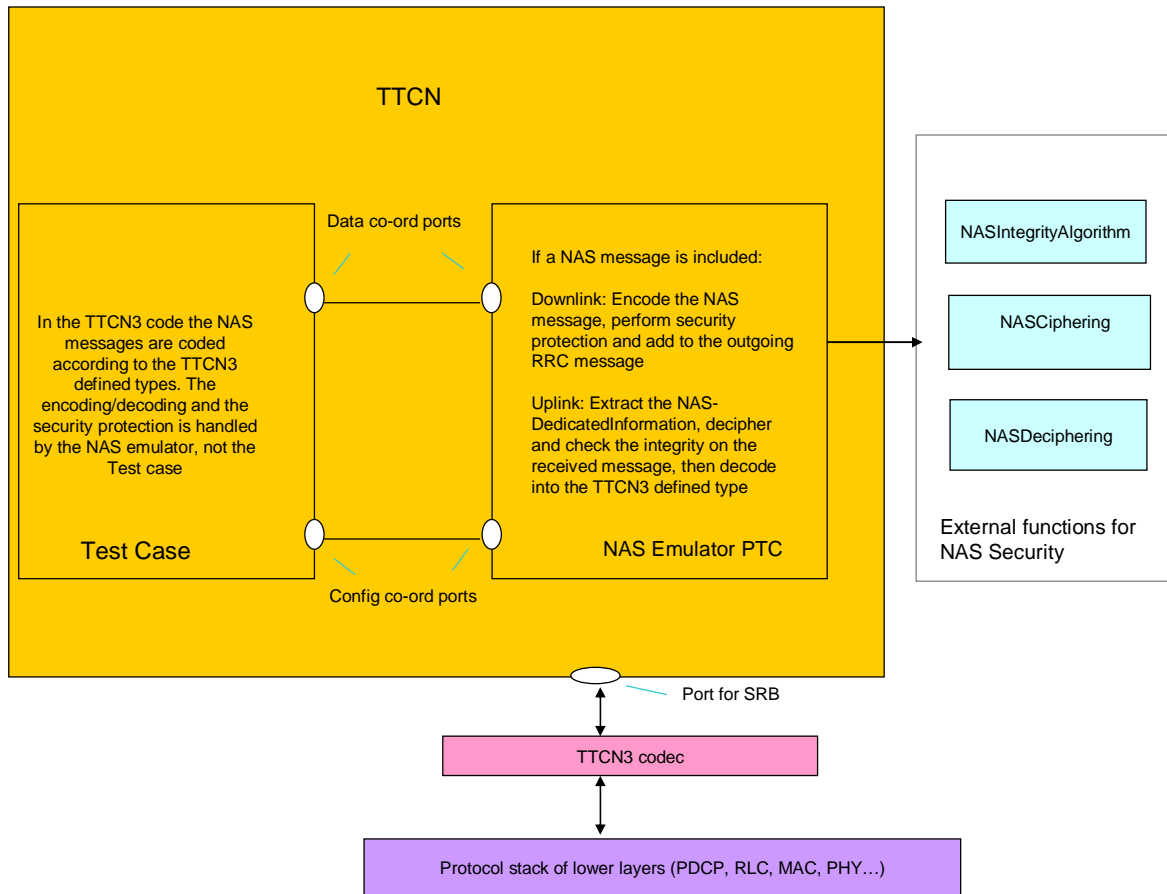 TTCN
Data co-ord ports
In the TTCN3 code the NAS
messages are coded
according to the TTCN3
defined types. The
encoding/decoding and the
security protection is handled
by the NAS emulator, not the
Test case
Test Case
If a NAS message is included:
Downlink: Encode the NAS
message, perform security
protection and add to the outgoing
RRC message
Uplink: Extract the NAS-
DedicatedInformation, decipher
and check the integrity on the
received message, then decode
into the TTCN3 defined type
NAS Emulator PTC
Config co-ord ports
NASIntegrityAlgorithm
NASCiphering
NASDeciphering
External functions for
NAS Security
Port for SRB
TTCN3 codec
Protocol stack of lower layers (PDCP, RLC, MAC, PHY…)